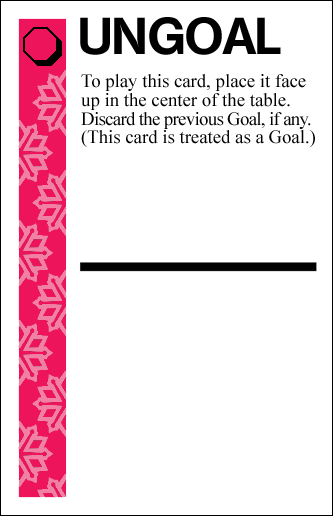 UNGOAL
To play this card, place it face
up in the center of the table.
Discard the previous Goal, if any.
(This card is treated as a Goal.)